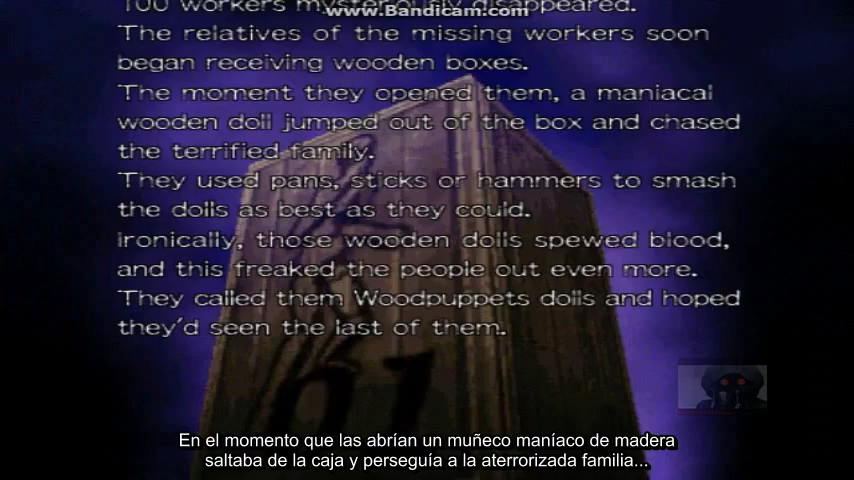 100 workers mysteriously disappeared.
www.Bandicam.com
The relatives of the missing workers soon
began receiving wooden boxes.
The moment they opened them, a maniacal
wooden doll jumped out of the box and chased
the terrified family.
They used pans, sticks or hammers to smash
the dolls as best as they could.
Ironically, those wooden dolls spewed blood,
and this freaked the people out even more.
They called them Woodpuppets dolls and hoped
they'd seen the last of them.
En el momento que las abrían un muñeco maníaco de madera
saltaba de la caja y perseguía a la aterrorizada familia...